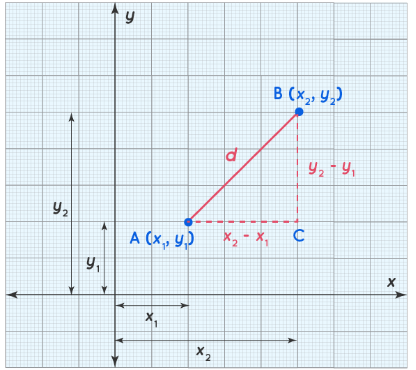 y
B (x₂, y₂)
d
y₂ - y₁
y₂
A (x₁, y₁)
x₂ - x₁
C
y₁
x
x₁
x₂